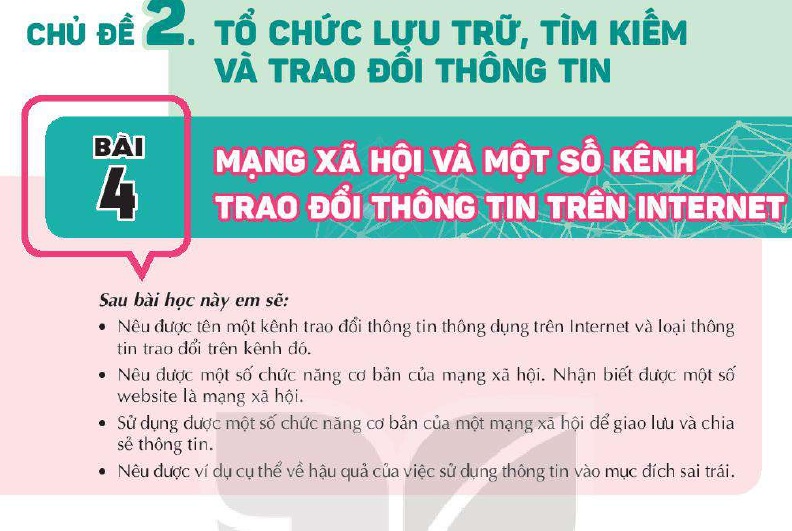 CHỦ ĐỀ 2. TỔ CHỨC LƯU TRỮ, TÌM KIẾM
VÀ TRAO ĐỔI THÔNG TIN
BÀI
4
MẠNG XÃ HỘI VÀ MỘT SỐ KÊNH
TRAO ĐỔI THÔNG TIN TRÊN INTERNET
Sau bài học này em sẽ:
• Nêu được tên một kênh trao đổi thông tin thông dụng trên Internet và loại thông
tin trao đổi trên kênh đó.
• Nêu được một số chức năng cơ bản của mạng xã hội. Nhận biết được một số
website là mạng xã hội.
• Sử dụng được một số chức năng cơ bản của một mạng xã hội để giao lưu và chia
sẻ thông tin.
• Nêu được ví dụ cụ thể về hậu quả của việc sử dụng thông tin vào mục đích sai trái.